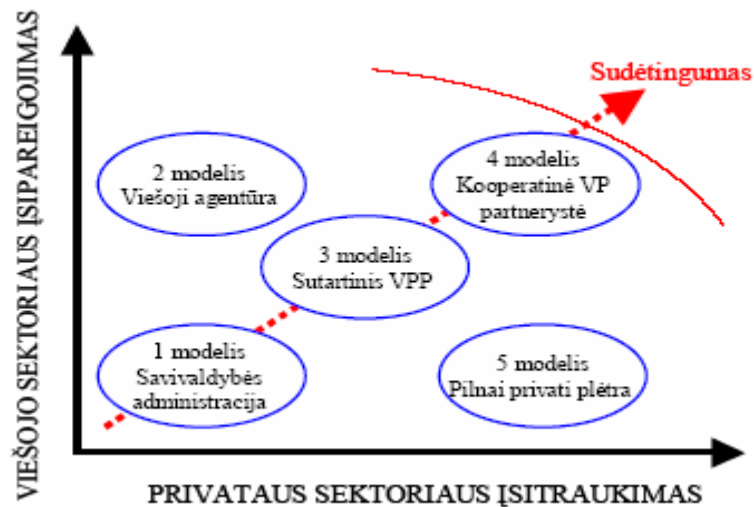 VIEŠOJO SEKTORIAUS ĮSIPAREIGOJIMAS
Sudėtingumas
2 modelis
Viešoji agentūra
4 modelis
Kooperatinė VP
partnerystė
3 modelis
Sutartinis VPP
1 modelis
Savivaldybės
administracija
5 modelis
Pilnai privati plėtra
PRIVATAUS SEKTORIAUS ĮSITRAUKIMAS